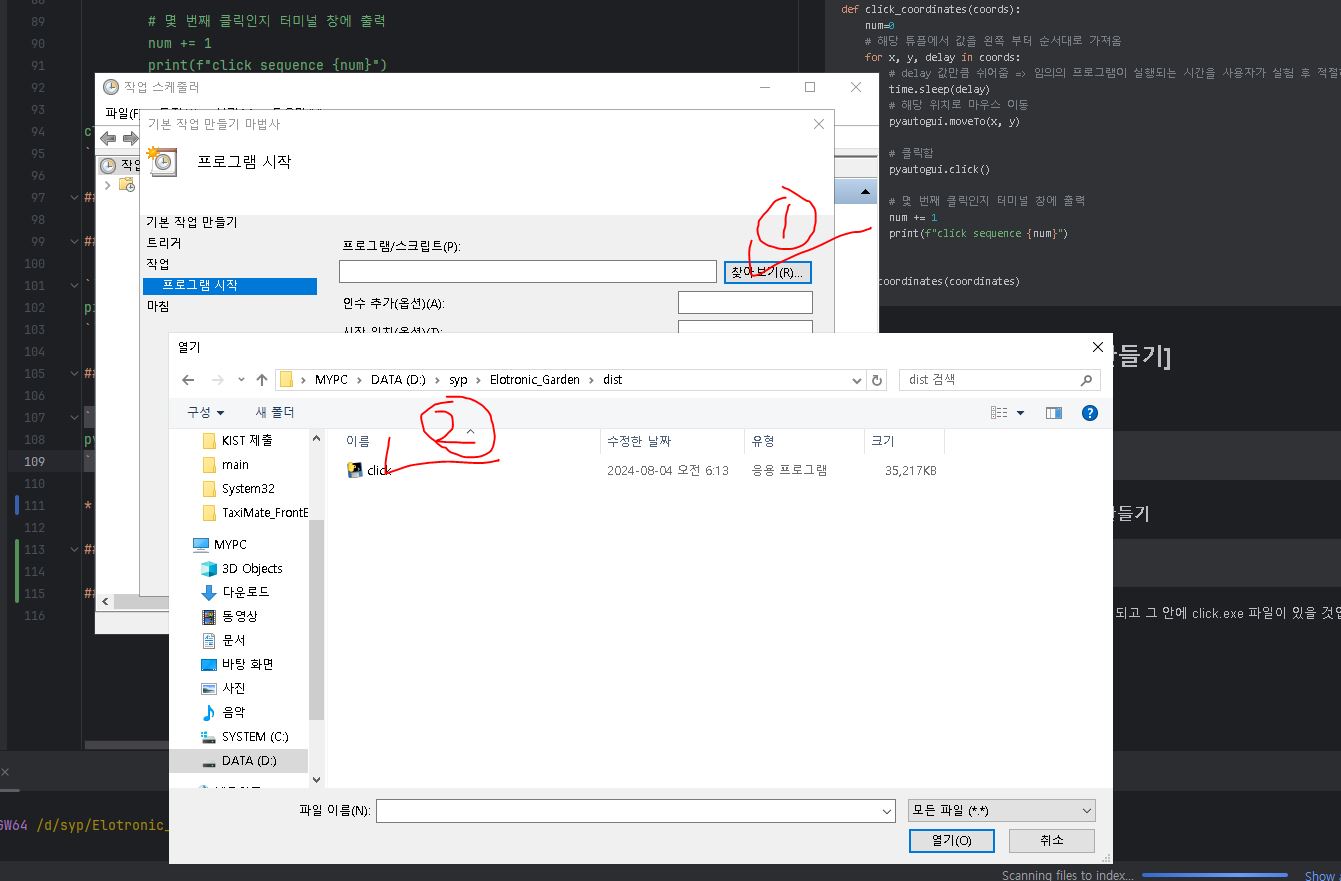 89
90
91
92
93
94
95
96
97
98
99
100
101
102
103
104
105
106
107
108
109
110
111
112
113
114
115
116
# 몇 번째 클릭인지 터미널 창에 출력
num += 1
print(f"click sequence {num}")
##
##
`
##
##
*
##
##
def click_coordinates(coords):
num=0
# 해당 튜플에서 값을 왼쪽 부터 순서대로 가져옴
for x, y, delay in coords:
# delay 값만큼 쉬어줌 => 임의의 프로그램이 실행되는 시간을 사용자가 실험 후
time.sleep(delay)
# 해당 위치로 마우스 이동
pyautogui.moveTo(x, y)
# 클릭함
pyautogui.click()
# 몇 번째 클릭인지 터미널 창에 출력
num += 1
print(f"click sequence {num}")
coordinates(coordinates)
만들기]
만들기
되고 그 안에 click.exe 파일이 있을
작업 스케줄러
파일(F
작업
기본 작업 만들기 마법사
프로그램 시작
기본 작업 만들기
트리거
작업
프로그램 시작
마침
프로그램/스크립트(P):
찾아보기(R)...
1
인수 추가(옵션)(A):
시작 위치(옵션)(T):
열기
MYPC > DATA (D:) > syp > Elotronic_Garden > dist
dist 검색
구성
새 폴더
2
KIST 제출
main
System32
TaxiMate_FrontE
MYPC
3D Objects
다운로드
동영상
문서
바탕 화면
사진
음악
SYSTEM (C:)
DATA (D:)
이름 수정한 날짜 유형 크기
click 2024-08-04 오전 6:13 응용 프로그램 35,217KB
파일 이름(N):
모든 파일 (*.*)
열기(O)
취소
GW64 /d/syp/Elotronic_
Scanning files to index...
Show